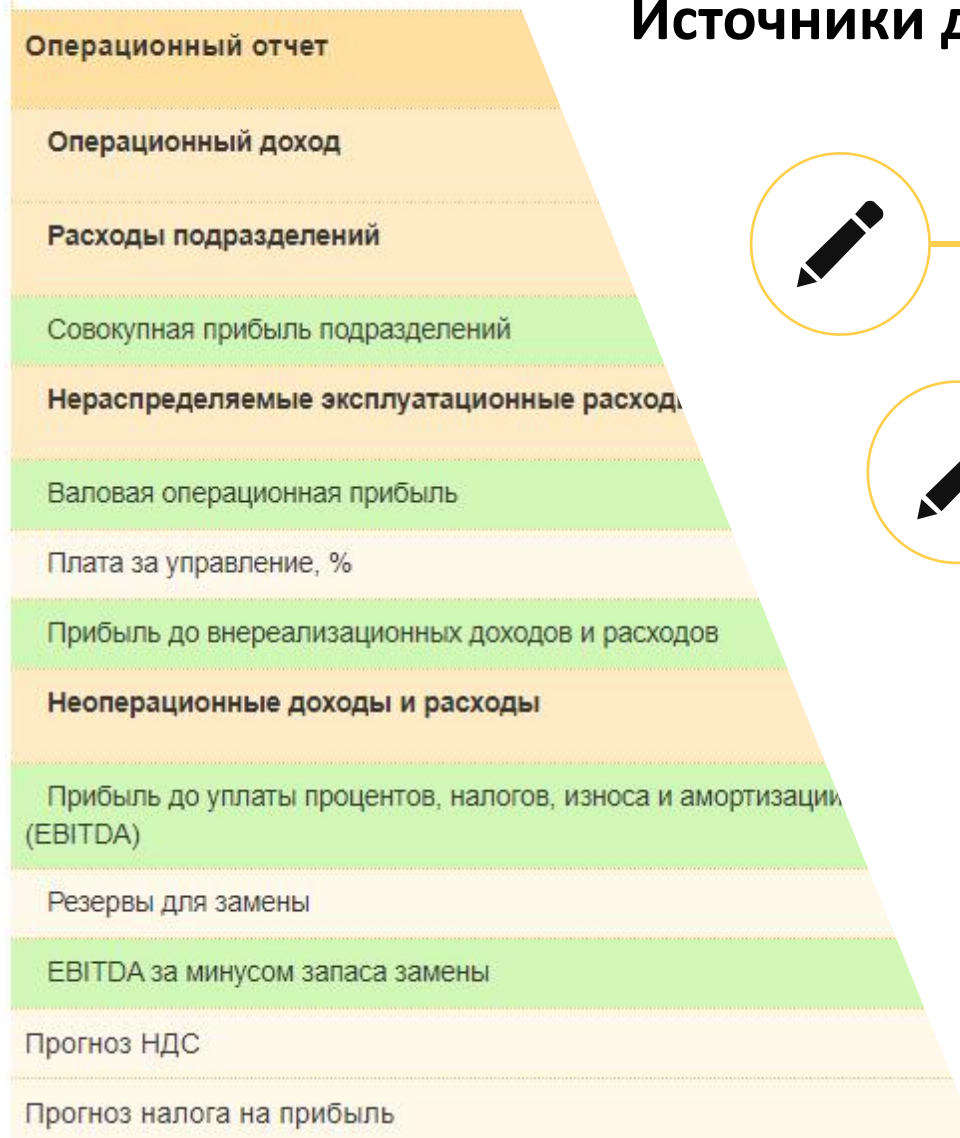 Источники
Операционный отчет
Операционный доход
Расходы подразделений
Совокупная прибыль подразделений
Нераспределяемые эксплуатационные
Валовая операционная прибыль
Плата за управление, %
Прибыль до внереализационных доходов и расходов
Неоперационные доходы и расходы
Прибыль до уплаты процентов, налогов, износа и амортизации
(EBITDA)
Резервы для замены
EBITDA за минусом запаса замены
Прогноз НДС
Прогноз налога на прибыль